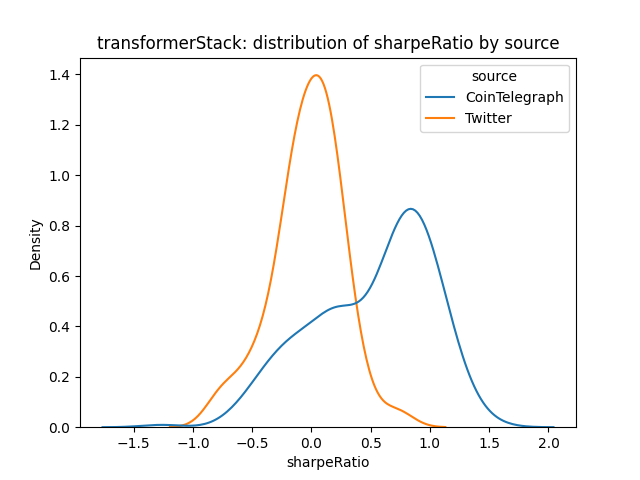 transformerStack: distribution of sharpeRatio by source
source
CoinTelegraph
Twitter
Density
1.4
1.2
1.0
0.8
0.6
0.4
0.2
0.0
−1.5 −1.0 −0.5 0.0 0.5 1.0 1.5 2.0
sharpeRatio